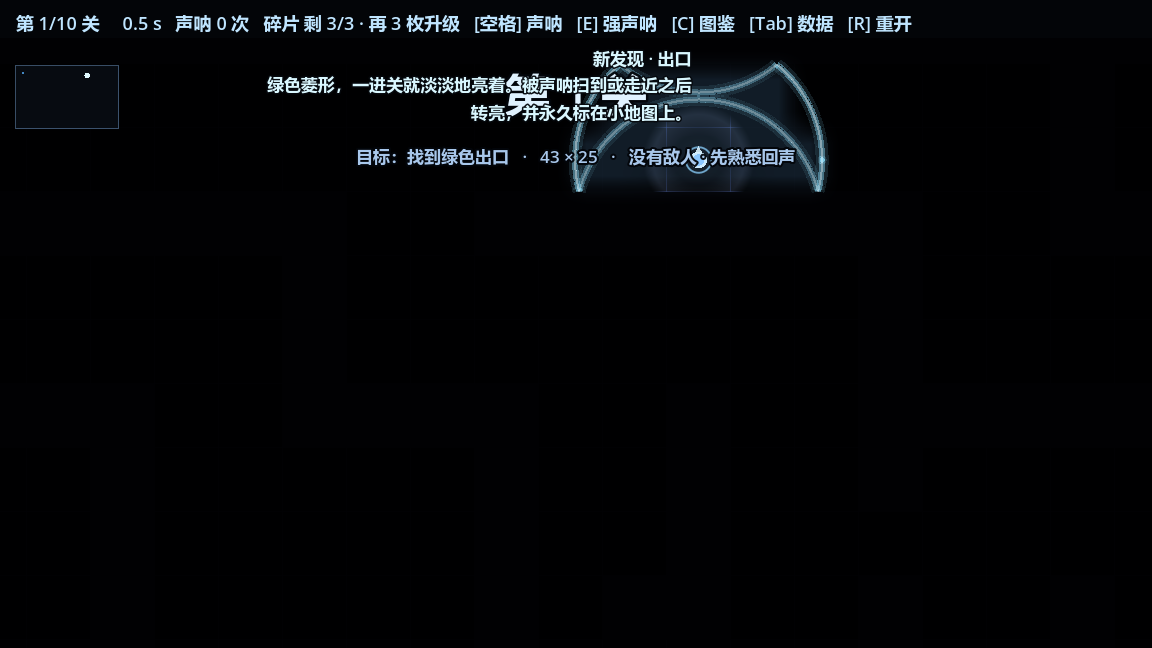 第 1/10 关 0.5 s 声呐 0 次 碎片 剩 3/3 · 再 3 枚升级 [空格] 声呐 [E] 强声呐 [C] 图鉴 [Tab] 数据 [R] 重开
新发现 · 出口
绿色菱形，一进关就淡淡地亮着。被声呐扫到或走近之后
转亮，并永久标在小地图上。
第 1 关
目标：找到绿色出口 · 43 × 25 · 没有敌人：先熟悉回声